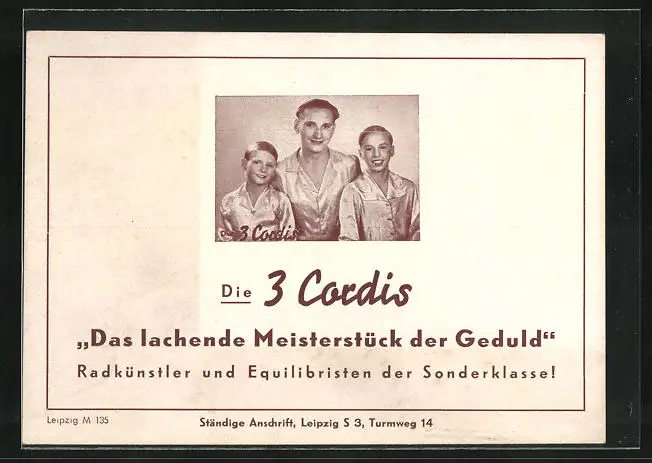 Die 3 Cordis
Die 3 Cordis
„Das lachende Meisterstück der Geduld“
Radkünstler und Equilibristen der Sonderklasse!
Leipzig M 135
Ständige Anschrift, Leipzig S 3, Turmweg 14